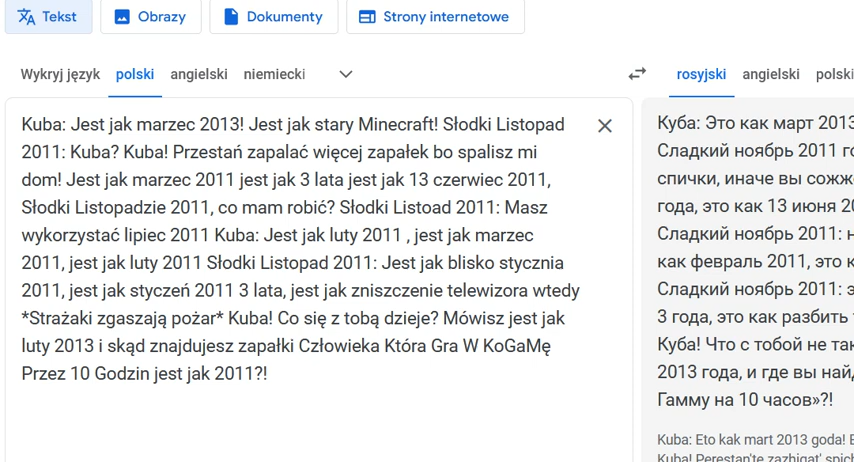 Tekst
Obrazy
Dokumenty
Strony internetowe
Wykryj język
polski
angielski
niemiecki
rosyjski
angielski
polski
Kuba: Jest jak marzec 2013! Jest jak stary Minecraft! Słodki Listopad
2011: Kuba? Kuba! Przestań zapalać więcej zapałek bo spalisz mi
dom! Jest jak marzec 2011 jest jak 3 lata jest jak 13 czerwiec 2011,
Słodki Listopadzie 2011, co mam robić? Słodki Listoad 2011: Masz
wykorzystać lipiec 2011 Kuba: Jest jak luty 2011 , jest jak marzec
2011, jest jak luty 2011 Słodki Listopad 2011: Jest jak blisko stycznia
2011, jest jak styczeń 2011 3 lata, jest jak zniszczenie telewizora wtedy
*Strażaki zgaszają pożar* Kuba! Co się z tobą dzieje? Mówisz jest jak
luty 2013 i skąd znajdujesz zapałki Człowieka Która Gra W KoGaMę
Przez 10 Godzin jest jak 2011?!
Куба: Это как март 2013
Сладкий ноябрь 2011 го
спички, иначе вы сожже
года, это как 13 июня 20
Сладкий ноябрь 2011: н
как февраль 2011, это к
Сладкий ноябрь 2011: э
3 года, это как разбить
Куба! Что с тобой не так
2013 года, и где вы най
Гамму на 10 часов»?!
Kuba: Eto kak mart 2013 goda! E
Kuba! Perestan'te zazhigat' spich